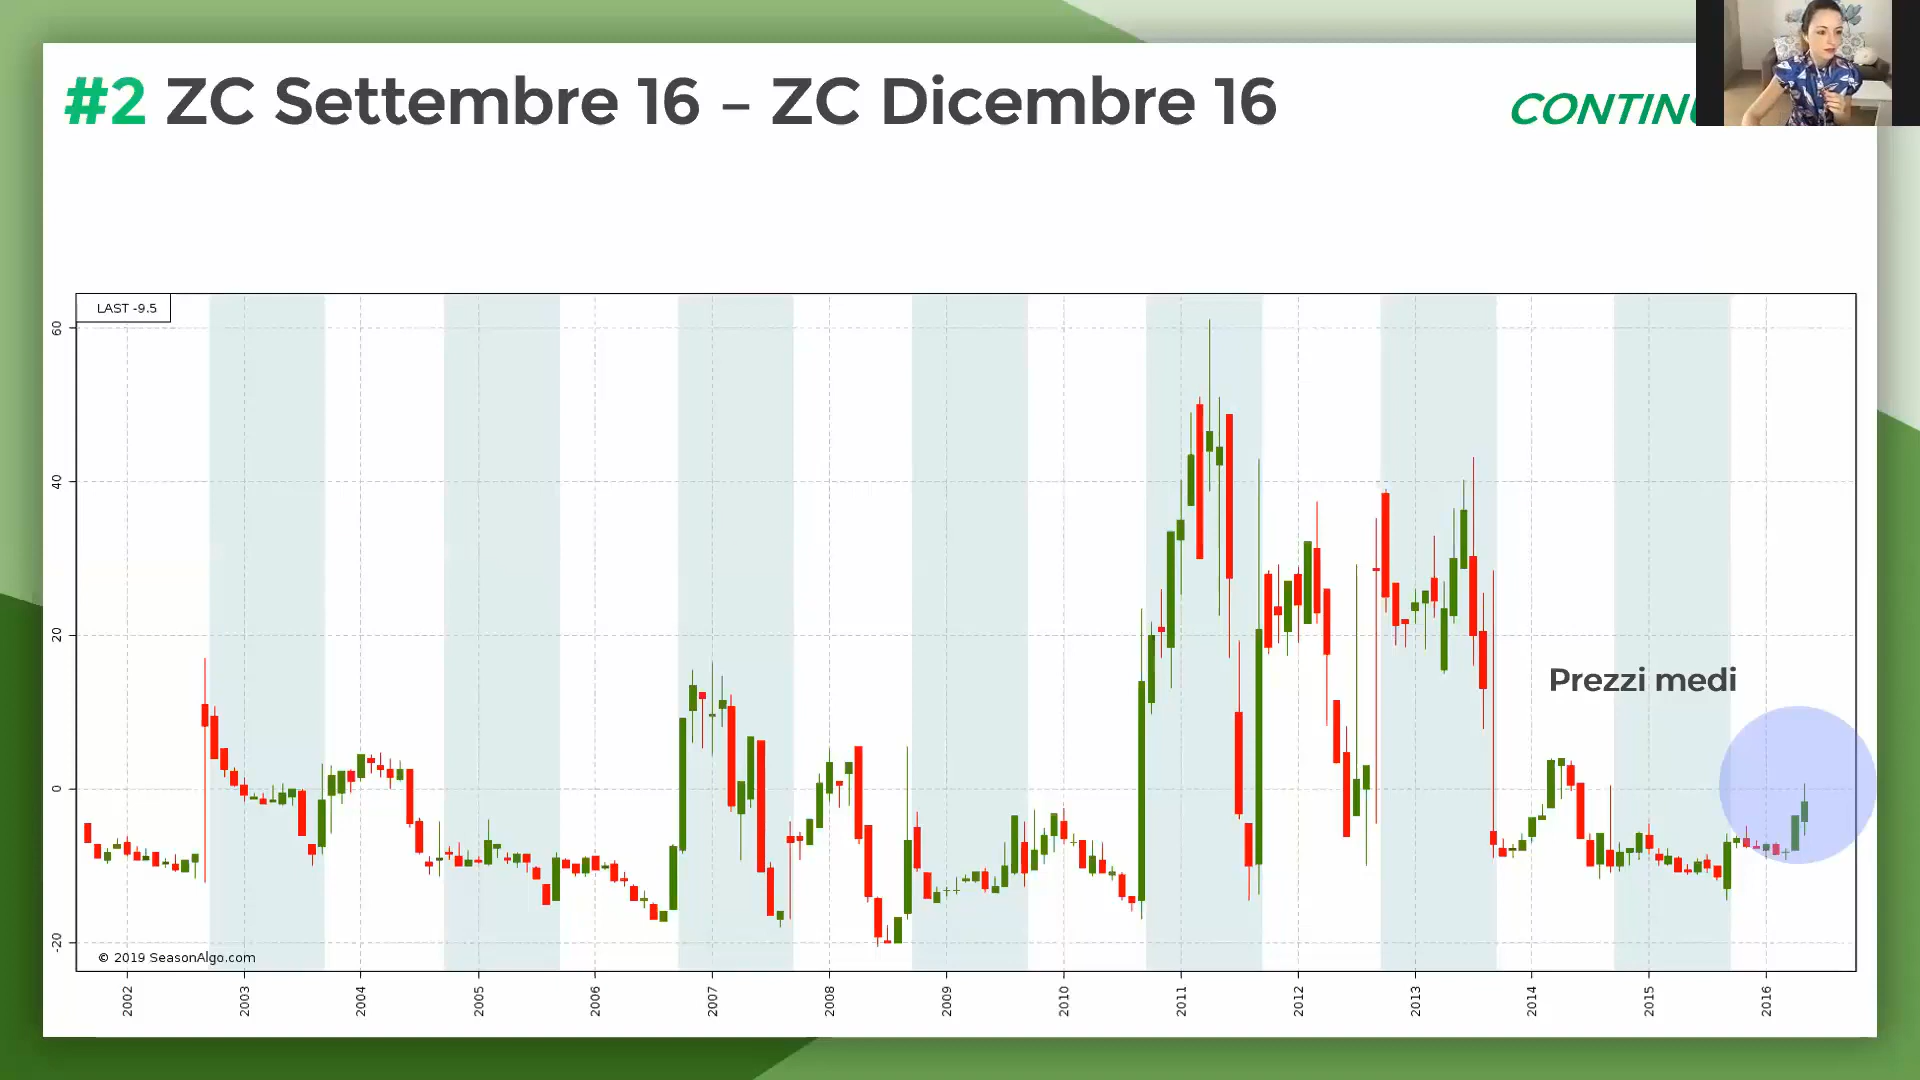 #2 ZC Settembre 16 – ZC Dicembre 16
LAST -9.5
60
40
20
0
-20
Prezzi medi
© 2019 SeasonAlgo.com
2002 2003 2004 2005 2006 2007 2008 2009 2010 2011 2012 2013 2014 2015 2016